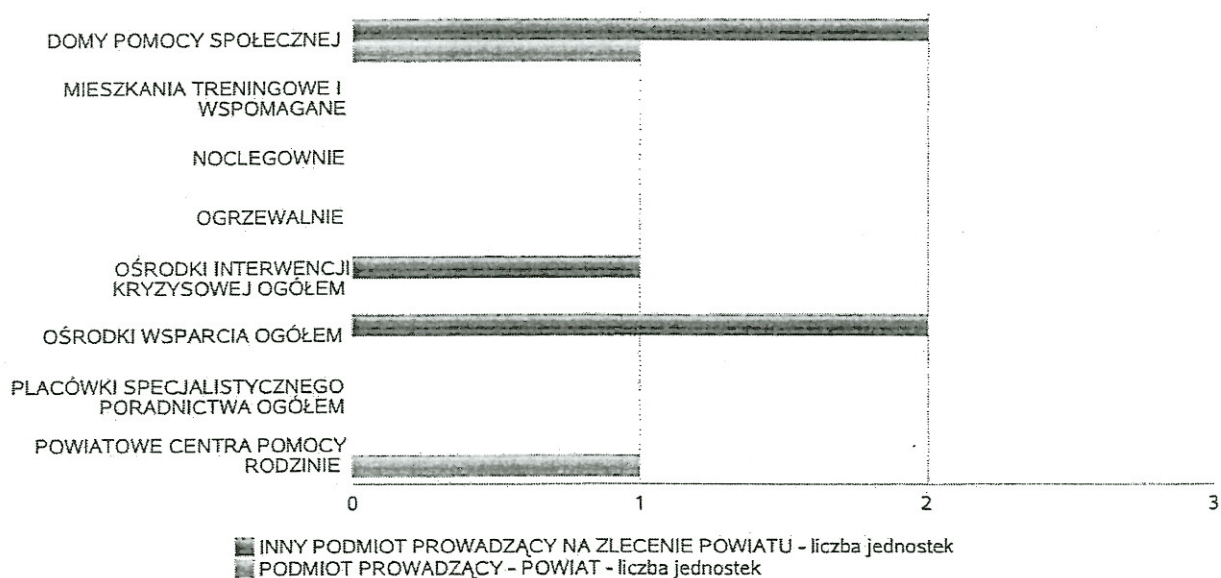 DOMY POMOCY SPOŁECZNEJ
MIESZKANIA TRENINGOWE I
WSPOMAGANE
NOCLEGOWNIE
OGRZEWALNIE
OŚRODKI INTERWENCJI
KRYZYSOWEJ OGÓŁEM
OŚRODKI WSPARCIA OGÓŁEM
PLACÓWKI SPECJALISTYCZNEGO
PORADNICTWA OGÓŁEM
POWIATOWE CENTRA POMOCY
RODZINIE
0 1 2 3
INNY PODMIOT PROWADZĄCY NA ZLECENIE POWIATU - liczba jednostek
PODMIOT PROWADZĄCY - POWIAT - liczba jednostek